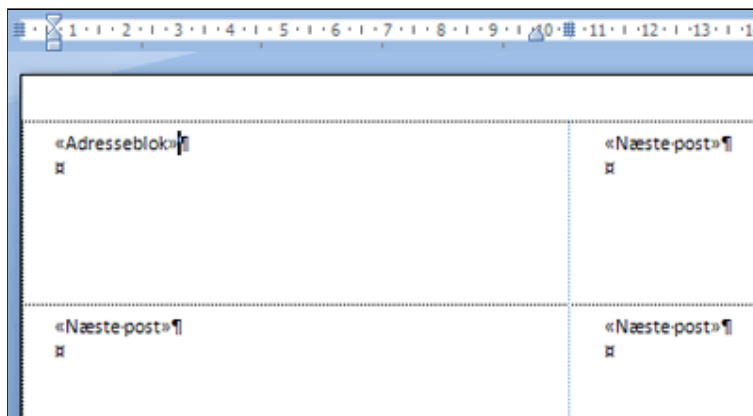 1 2 3 4 5 6 7 8 9 10 11 12 13
«Adresseblok»¶ «Næste·post»¶
¤ ¤
«Næste·post»¶ «Næste·post»¶
¤ ¤